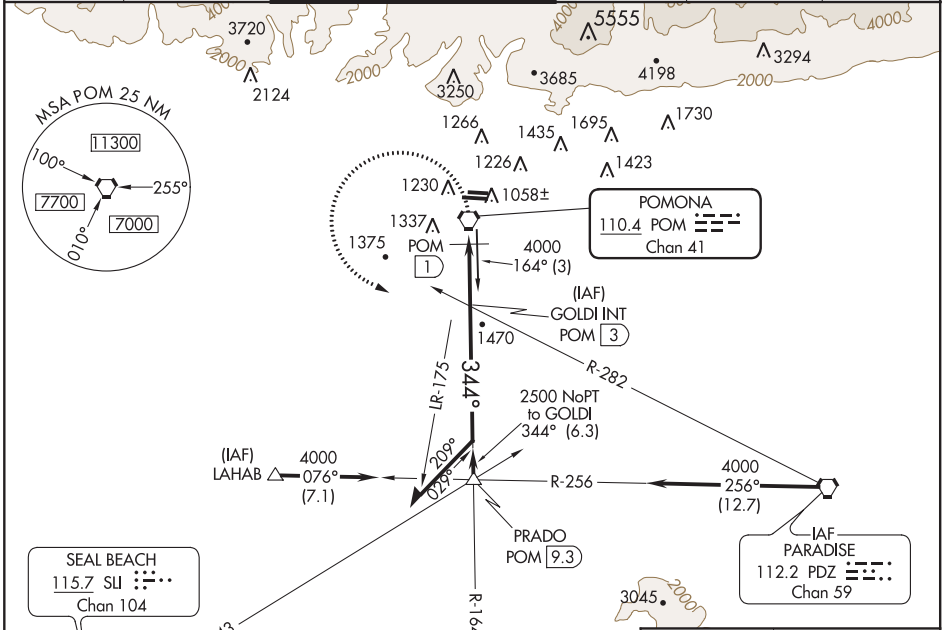 4000
4000
5555
3720
2000
2124
2000
3250
3685
4198
3294
2000
4000
MSA POM 25 NM
11300
100°
255°
7700
7000
010°
1266
1435
1695
1730
1226
1423
1230
1058±
1337
1375
POM
1
4000
164° (3)
POMONA
110.4 POM
Chan 41
(IAF)
GOLDI INT
POM 3
1470
R-282
LR-175
344°
2500 NoPT
to GOLDI
344° (6.3)
(IAF)
LAHAB
4000
076°
(7.1)
209°
029°
R-256
4000
256°
(12.7)
PRADO
POM 9.3
IAF
PARADISE
112.2 PDZ
Chan 59
SEAL BEACH
115.7 SLI
Chan 104
R-164
3045
2000